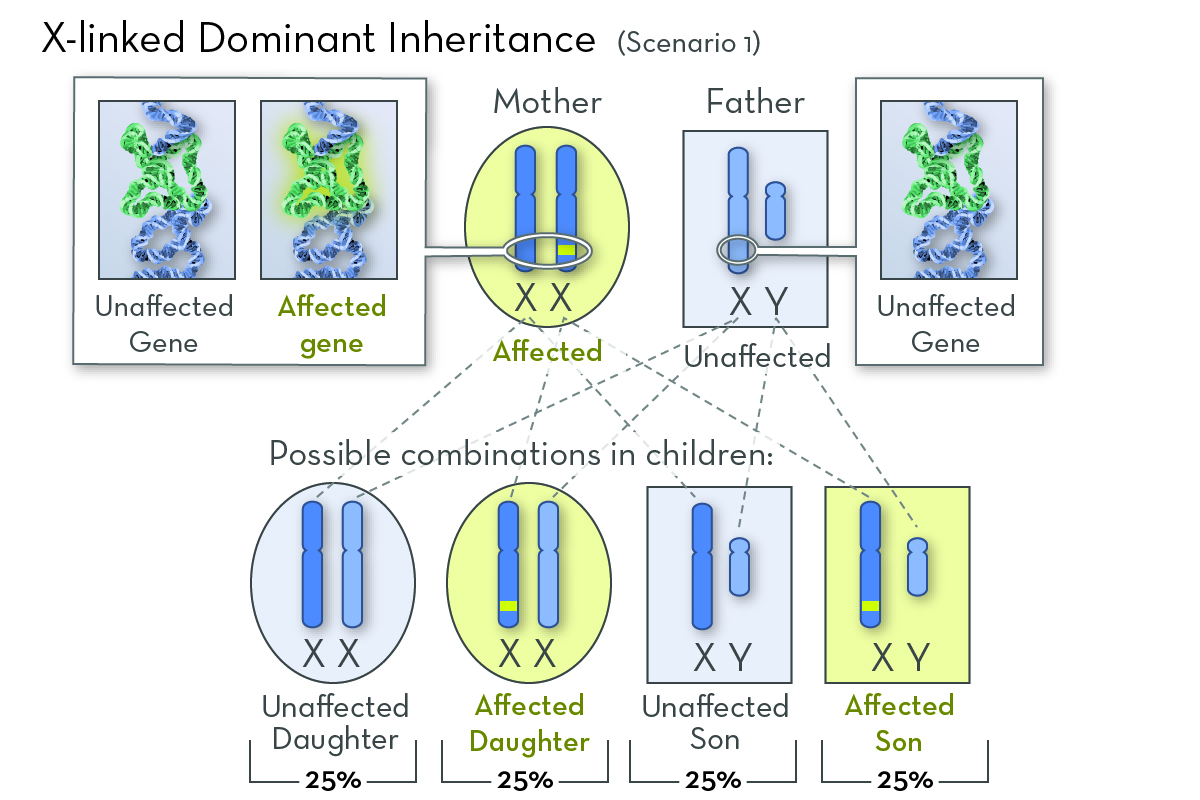 X-linked Dominant Inheritance (Scenario 1)
Mother
Father
Unaffected
Gene
Affected
gene
X X
Affected
X Y
Unaffected
Unaffected
Gene
Possible combinations in children:
X X
X X
X Y
X Y
Unaffected
Daughter
25%
Affected
Daughter
25%
Unaffected
Son
25%
Affected
Son
25%